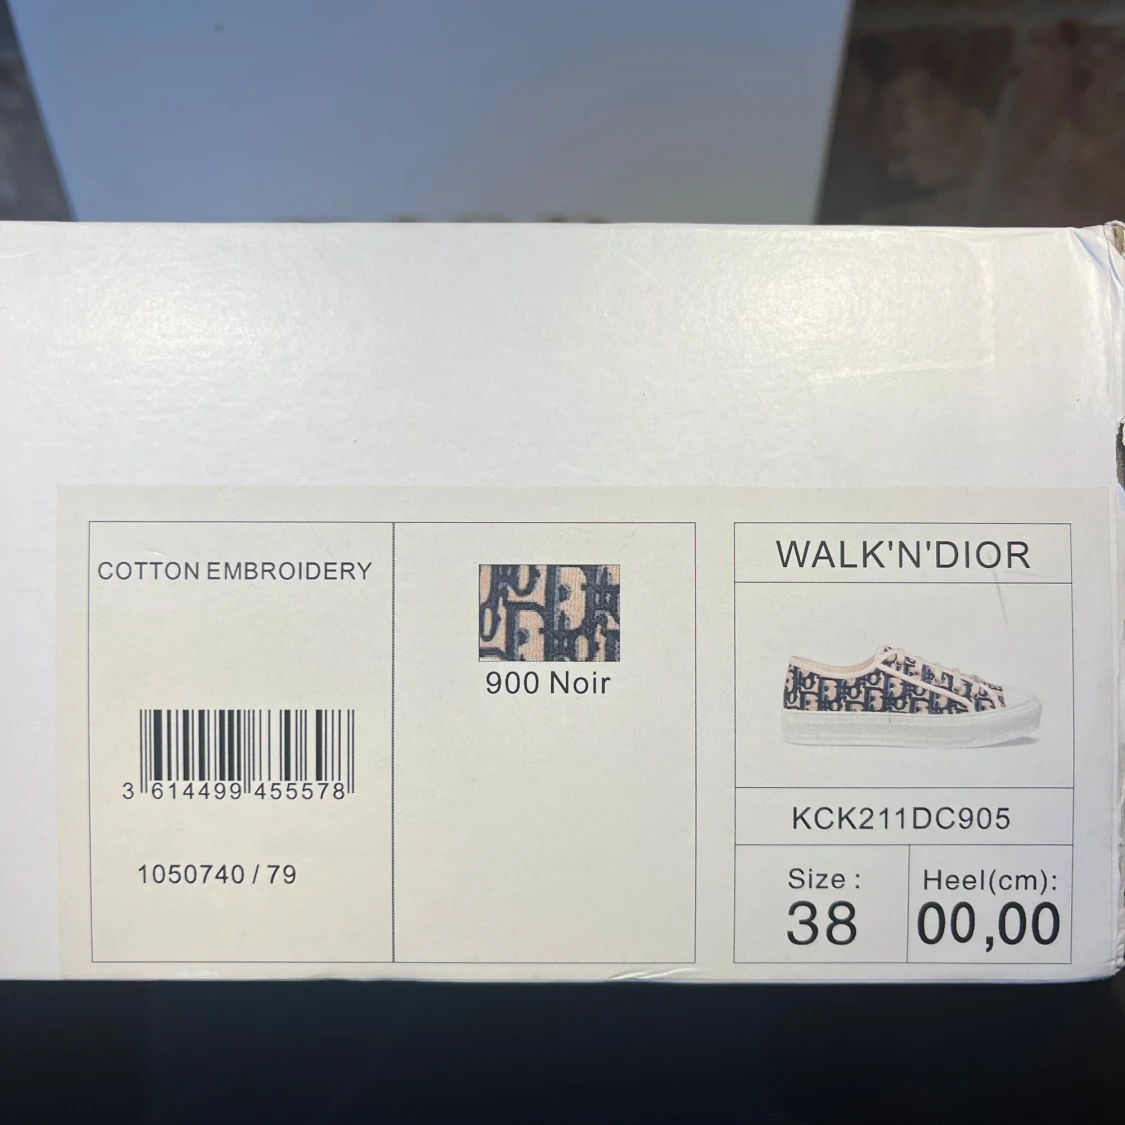 COTTON EMBROIDERY
3 614499 455578
1050740 / 79
900 Noir
WALK'N'DIOR
KCK211DC905
Size :
38
Heel(cm):
00,00